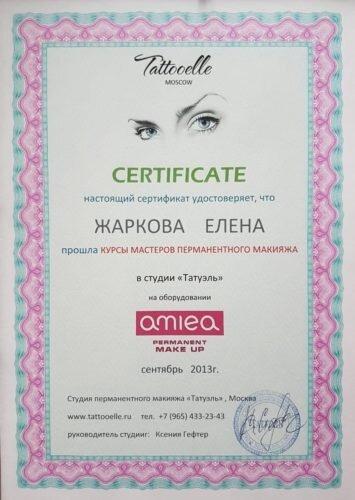 Tattooelle
MOSCOW
CERTIFICATE
настоящий сертификат удостоверяет, что
ЖАРКОВА ЕЛЕНА
прошла КУРСЫ МАСТЕРОВ ПЕРМАНЕНТНОГО МАКИЯЖА
в студии «Татуэль»
на оборудовании
amiea
PERMANENT
MAKE UP
сентябрь 2013г.
Студия перманентного макияжа «Татуэль» , Москва
www.tattooelle.ru тел. +7 (965) 433-23-43
руководитель студииг: Ксения Гефтер